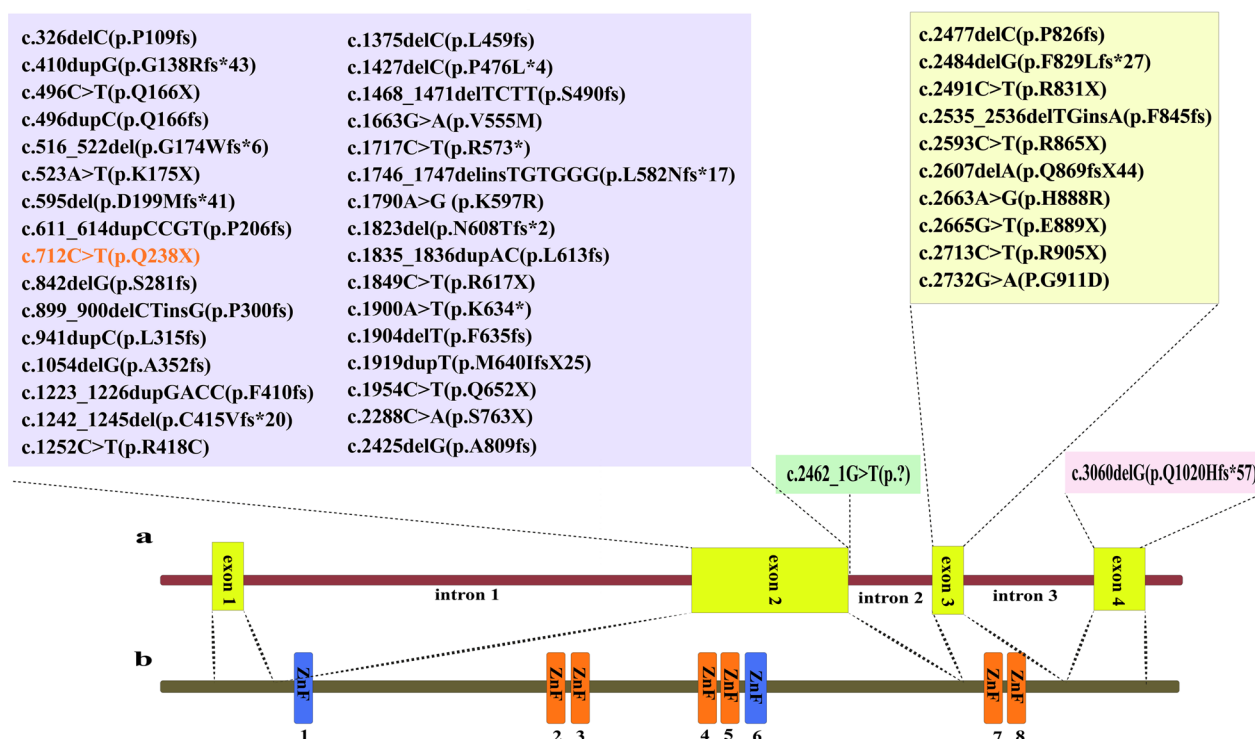 c.326delC(p.P109fs)
c.410dupG(p.G138Rfs*43)
c.496C>T(p.Q166X)
c.496dupC(p.Q166fs)
c.516_522del(p.G174Wfs*6)
c.523A>T(p.K175X)
c.595del(p.D199Mfs*41)
c.611_614dupCCGT(p.P206fs)
c.712C>T(p.Q238X)
c.842delG(p.S281fs)
c.899_900delCTinsG(p.P300fs)
c.941dupC(p.L315fs)
c.1054delG(p.A352fs)
c.1223_1226dupGACC(p.F410fs)
c.1242_1245del(p.C415Vfs*20)
c.1252C>T(p.R418C)
c.1375delC(p.L459fs)
c.1427delC(p.P476L*4)
c.1468_1471delTCTT(p.S490fs)
c.1663G>A(p.V555M)
c.1717C>T(p.R573*)
c.1746_1747delinsTGTGGG(p.L582Nfs*17)
c.1790A>G (p.K597R)
c.1823del(p.N608Tfs*2)
c.1835_1836dupAC(p.L613fs)
c.1849C>T(p.R617X)
c.1900A>T(p.K634*)
c.1904delT(p.F635fs)
c.1919dupT(p.M640IfsX25)
c.1954C>T(p.Q652X)
c.2288C>A(p.S763X)
c.2425delG(p.A809fs)
c.2477delC(p.P826fs)
c.2484delG(p.F829Lfs*27)
c.2491C>T(p.R831X)
c.2535_2536delTGinsA(p.F845fs)
c.2593C>T(p.R865X)
c.2607delA(p.Q869fsX44)
c.2663A>G(p.H888R)
c.2665G>T(p.E889X)
c.2713C>T(p.R905X)
c.2732G>A(P.G911D)
c.2462_1G>T(p.?)
c.3060delG(p.Q1020Hfs*57)
a
exon 1
intron 1
exon 2
intron 2
exon 3
intron 3
exon 4
b
ZnF
ZnF
ZnF
ZnF
ZnF
ZnF
ZnF
ZnF
1
2
3
4
5
6
7
8